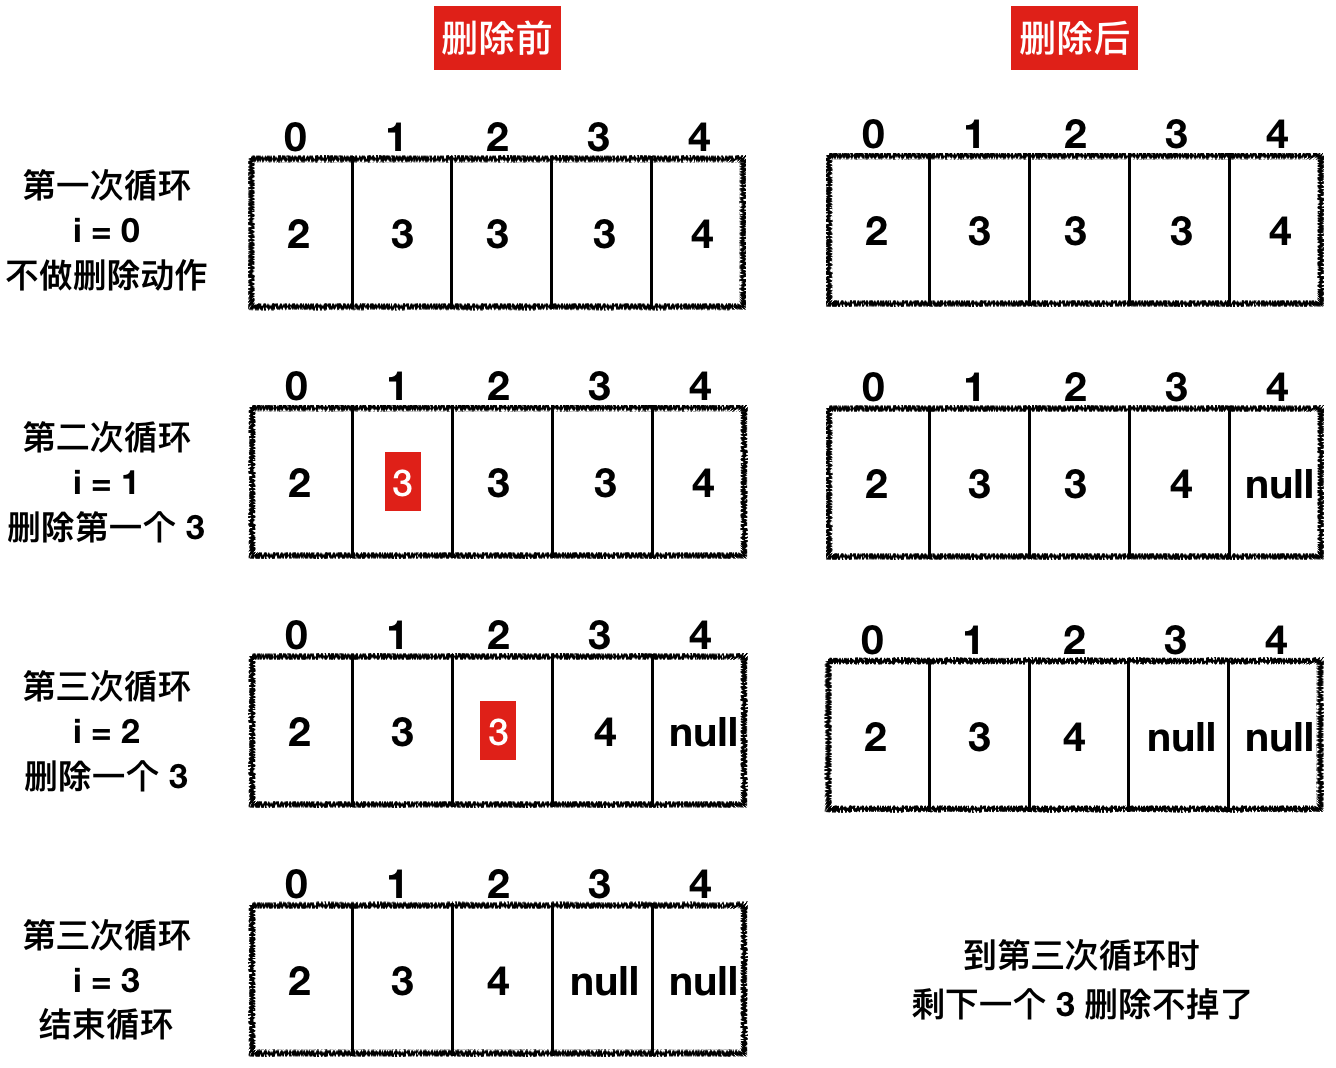 删除前
删除后
0 1 2 3 4
0 1 2 3 4
第一次循环
i = 0
不做删除动作
2 3 3 3 4
2 3 3 3 4
0 1 2 3 4
0 1 2 3 4
第二次循环
i = 1
删除第一个 3
2 3 3 3 4
2 3 3 4 null
0 1 2 3 4
0 1 2 3 4
第三次循环
i = 2
删除一个 3
2 3 3 4 null
2 3 4 null null
0 1 2 3 4
第三次循环
i = 3
结束循环
2 3 4 null null
到第三次循环时
剩下一个 3 删除不掉了